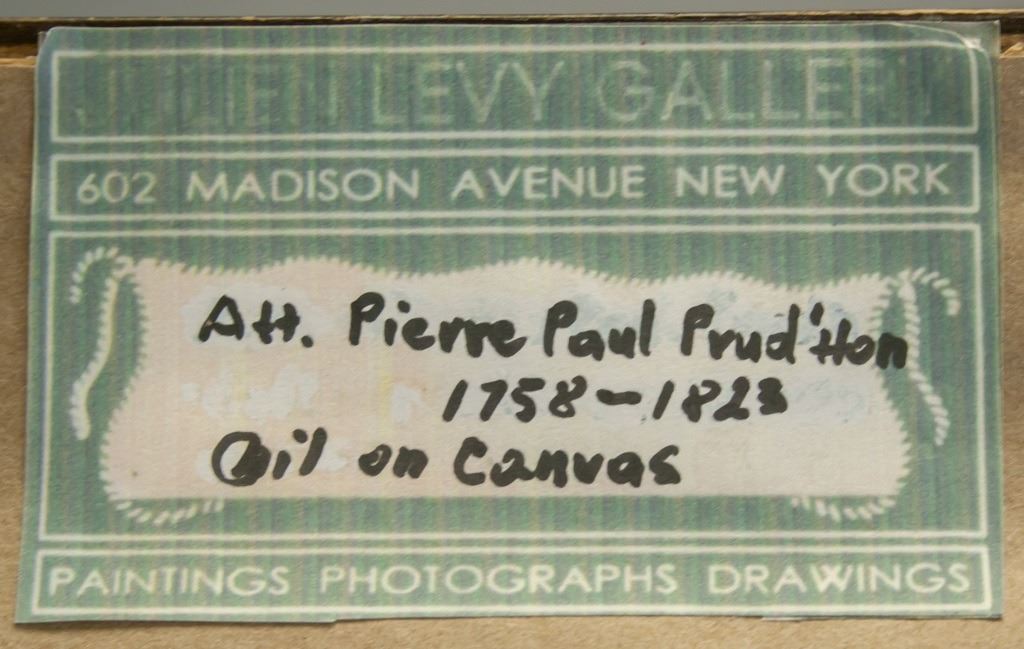 JULIEN LEVY GALLERY
602 MADISON AVENUE NEW YORK
Att. Pierre Paul Prud'Hon
1758-1823
Oil on Canvas
PAINTINGS PHOTOGRAPHS DRAWINGS